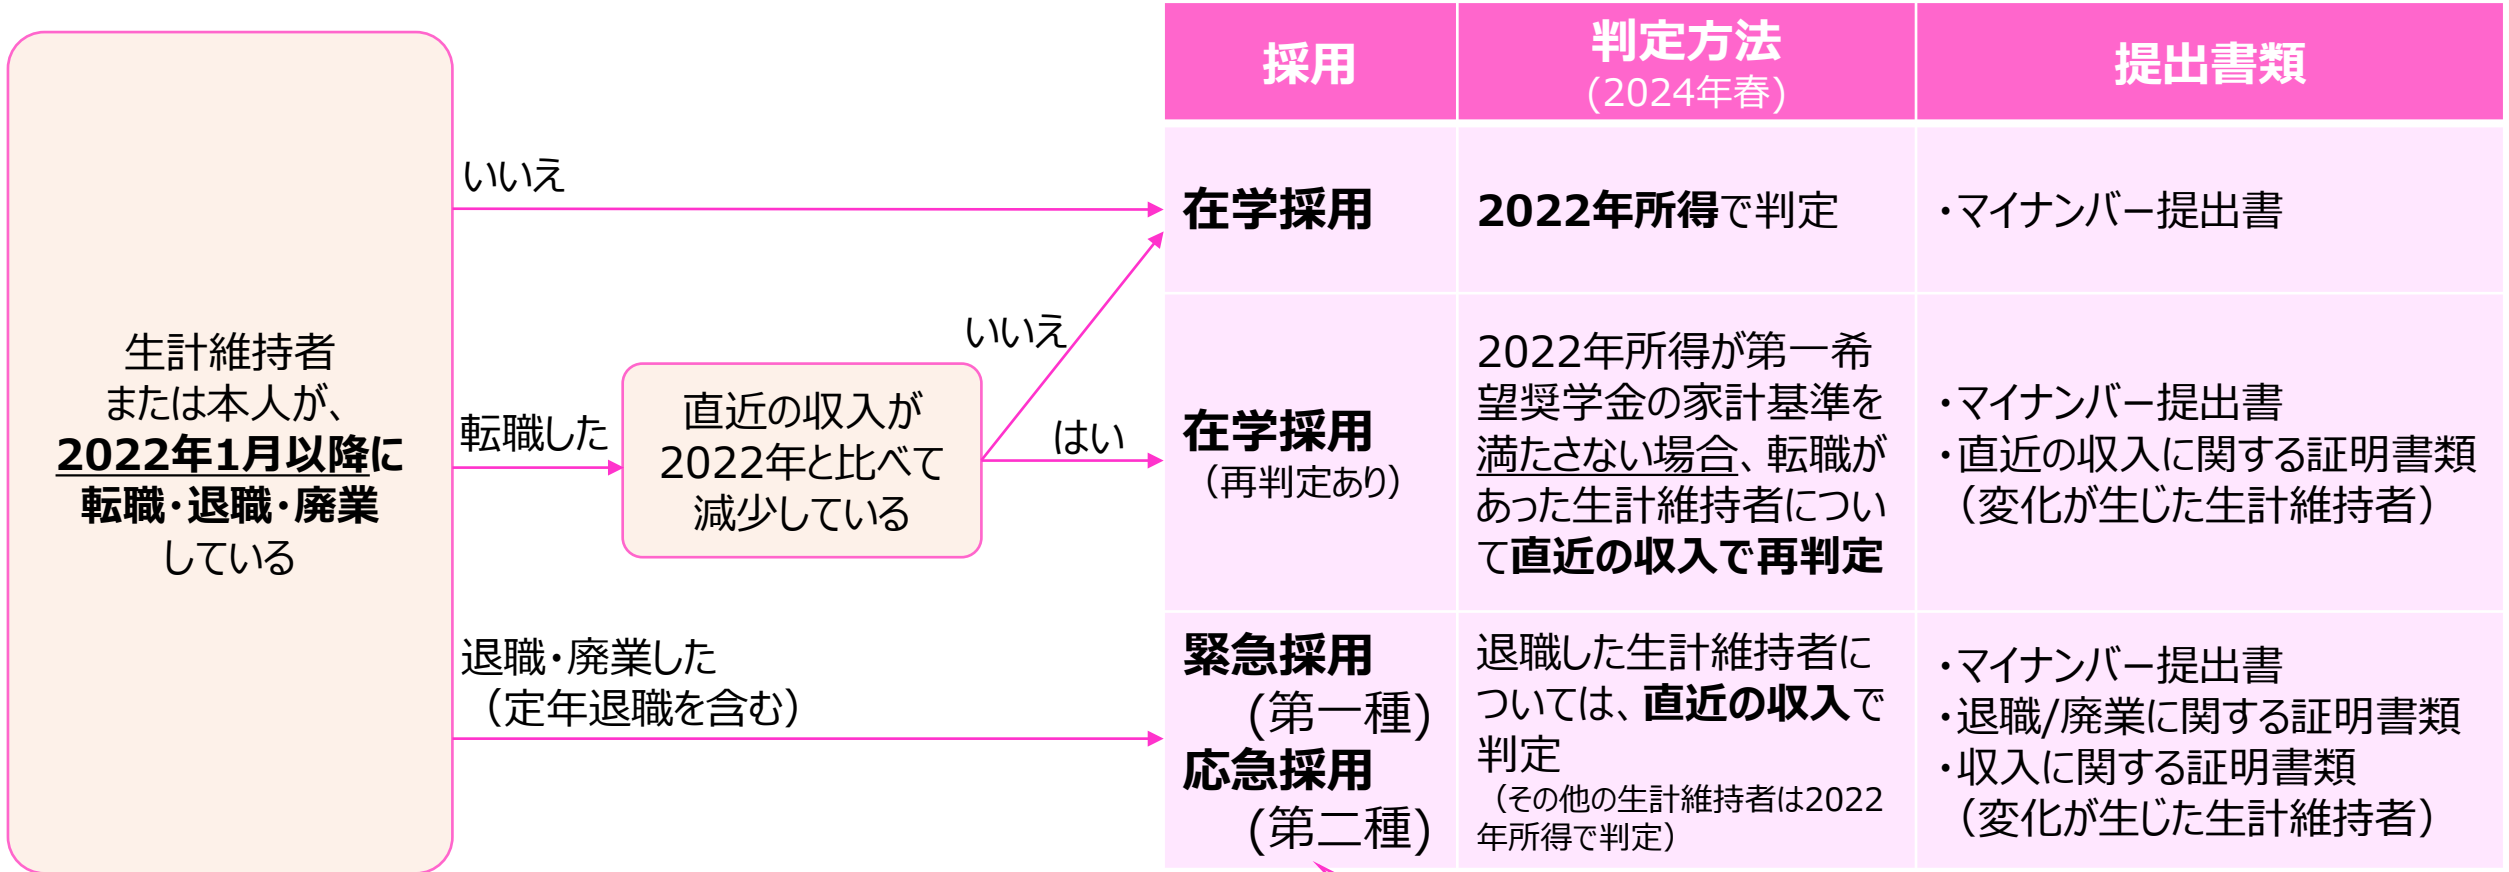 生計維持者
または本人が、
2022年1月以降に
転職・退職・廃業
している
いいえ
転職した
直近の収入が
2022年と比べて
減少している
いいえ
はい
退職・廃業した
（定年退職を含む）
採用
判定方法
（2024年春）
提出書類
在学採用
2022年所得で判定
・マイナンバー提出書
在学採用
（再判定あり）
2022年所得が第一希
望奨学金の家計基準を
満たさない場合、転職が
あった生計維持者につい
て直近の収入で再判定
・マイナンバー提出書
・直近の収入に関する証明書類
（変化が生じた生計維持者）
緊急採用
(第一種)
応急採用
(第二種)
退職した生計維持者に
ついては、直近の収入で
判定
（その他の生計維持者は2022
年所得で判定）
・マイナンバー提出書
・退職/廃業に関する証明書類
・収入に関する証明書類
（変化が生じた生計維持者）